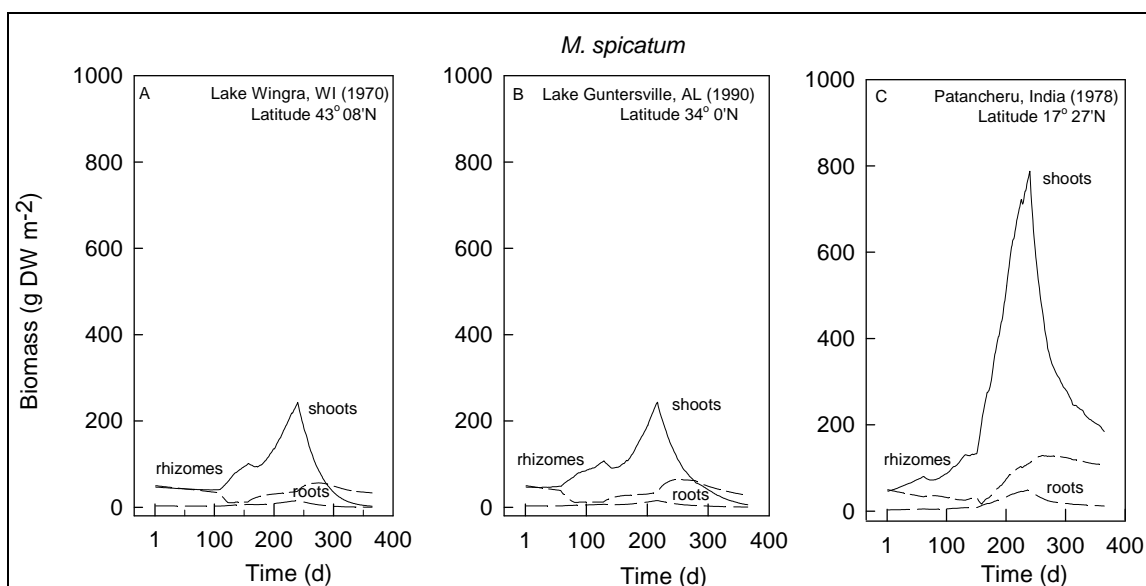 M. spicatum
Biomass (g DW m-2)
1000
800
600
400
200
0
A
Lake Wingra, WI (1970)
Latitude 43° 08'N
shoots
rhizomes
roots
1 100 200 300 400
Time (d)
1000
800
600
400
200
0
B
Lake Guntersville, AL (1990)
Latitude 34° 0'N
shoots
rhizomes
roots
1 100 200 300 400
Time (d)
1000
800
600
400
200
0
C
Patancheru, India (1978)
Latitude 17° 27'N
shoots
rhizomes
roots
1 100 200 300 400
Time (d)